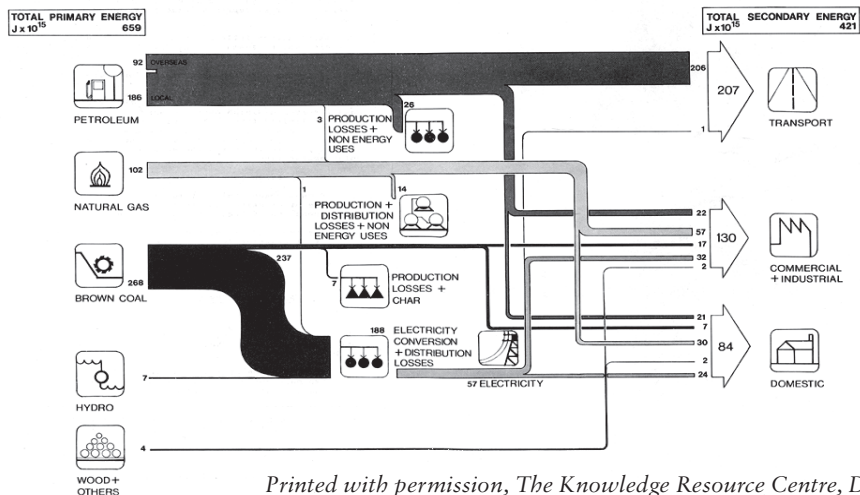 TOTAL PRIMARY ENERGY
J x 10¹⁵ 659
TOTAL SECONDARY ENERGY
J x 10¹⁵ 421
92 OVERSEAS
186 LOCAL
PETROLEUM
206
207
TRANSPORT
26
3 PRODUCTION
LOSSES +
NON ENERGY
USES
1
102
NATURAL GAS
1
14
PRODUCTION +
DISTRIBUTION
LOSSES + NON
ENERGY USES
22
57
17
32
2
130
COMMERCIAL
+ INDUSTRIAL
268
BROWN COAL
237
7
PRODUCTION
LOSSES +
CHAR
188 ELECTRICITY
CONVERSION
+ DISTRIBUTION
LOSSES
57 ELECTRICITY
21
7
30
2
24
84
DOMESTIC
7
HYDRO
4
WOOD +
OTHERS
Printed with permission, The Knowledge Resource Centre, D